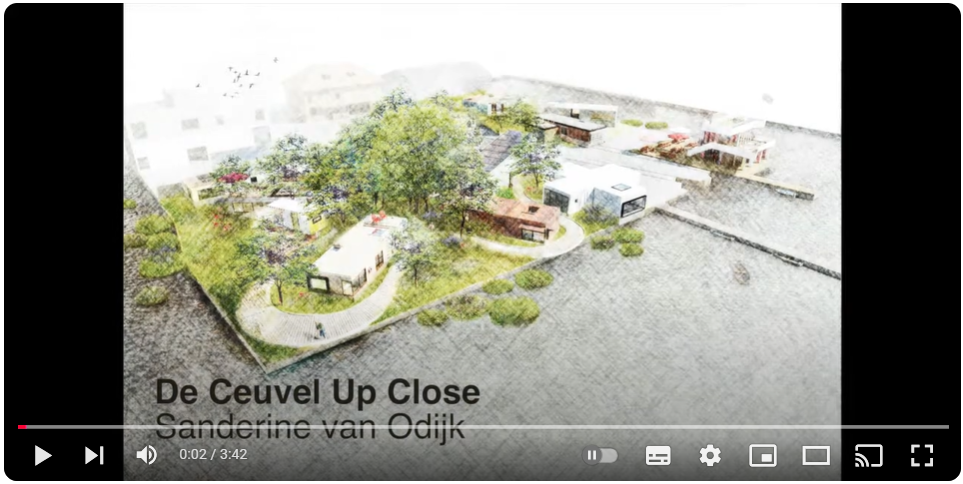 De Ceuvel Up Close
Sanderine van Odijk
0:02 / 3:42